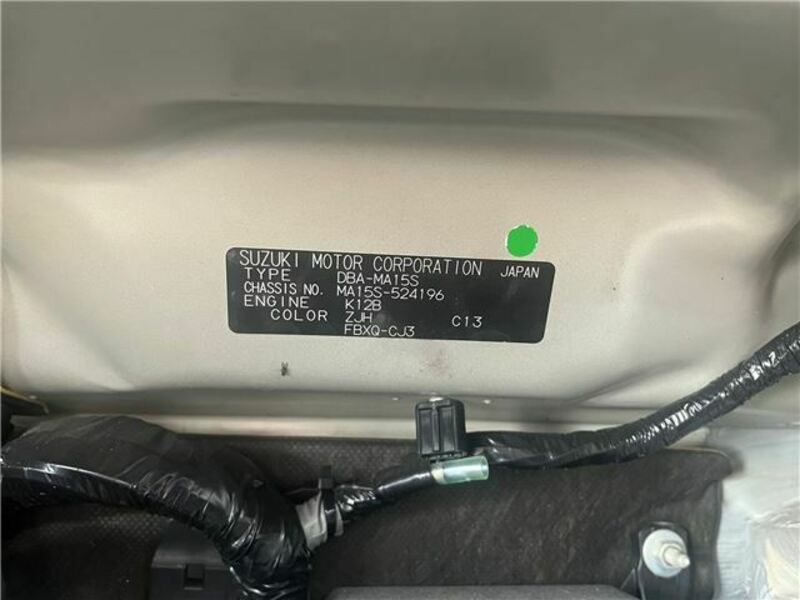 SUZUKI MOTOR CORPORATION JAPAN
TYPE DBA-MA15S
CHASSIS NO. MA15S-524196
ENGINE K12B
COLOR ZJH C13
FBXQ-CJ3